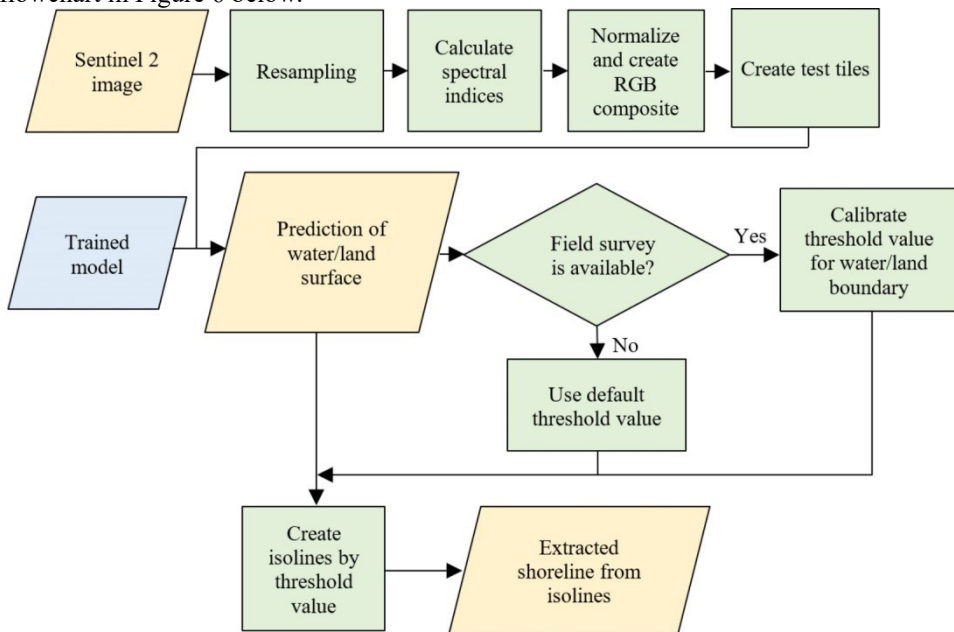 flowchart in Figure 6 below.
Sentinel 2
image
Resampling
Calculate
spectral
indices
Normalize
and create
RGB
composite
Create test tiles
Trained
model
Prediction of
water/land
surface
Field survey
is available?
Yes
Calibrate
threshold value
for water/land
boundary
No
Use default
threshold value
Create
isolines by
threshold
value
Extracted
shoreline from
isolines